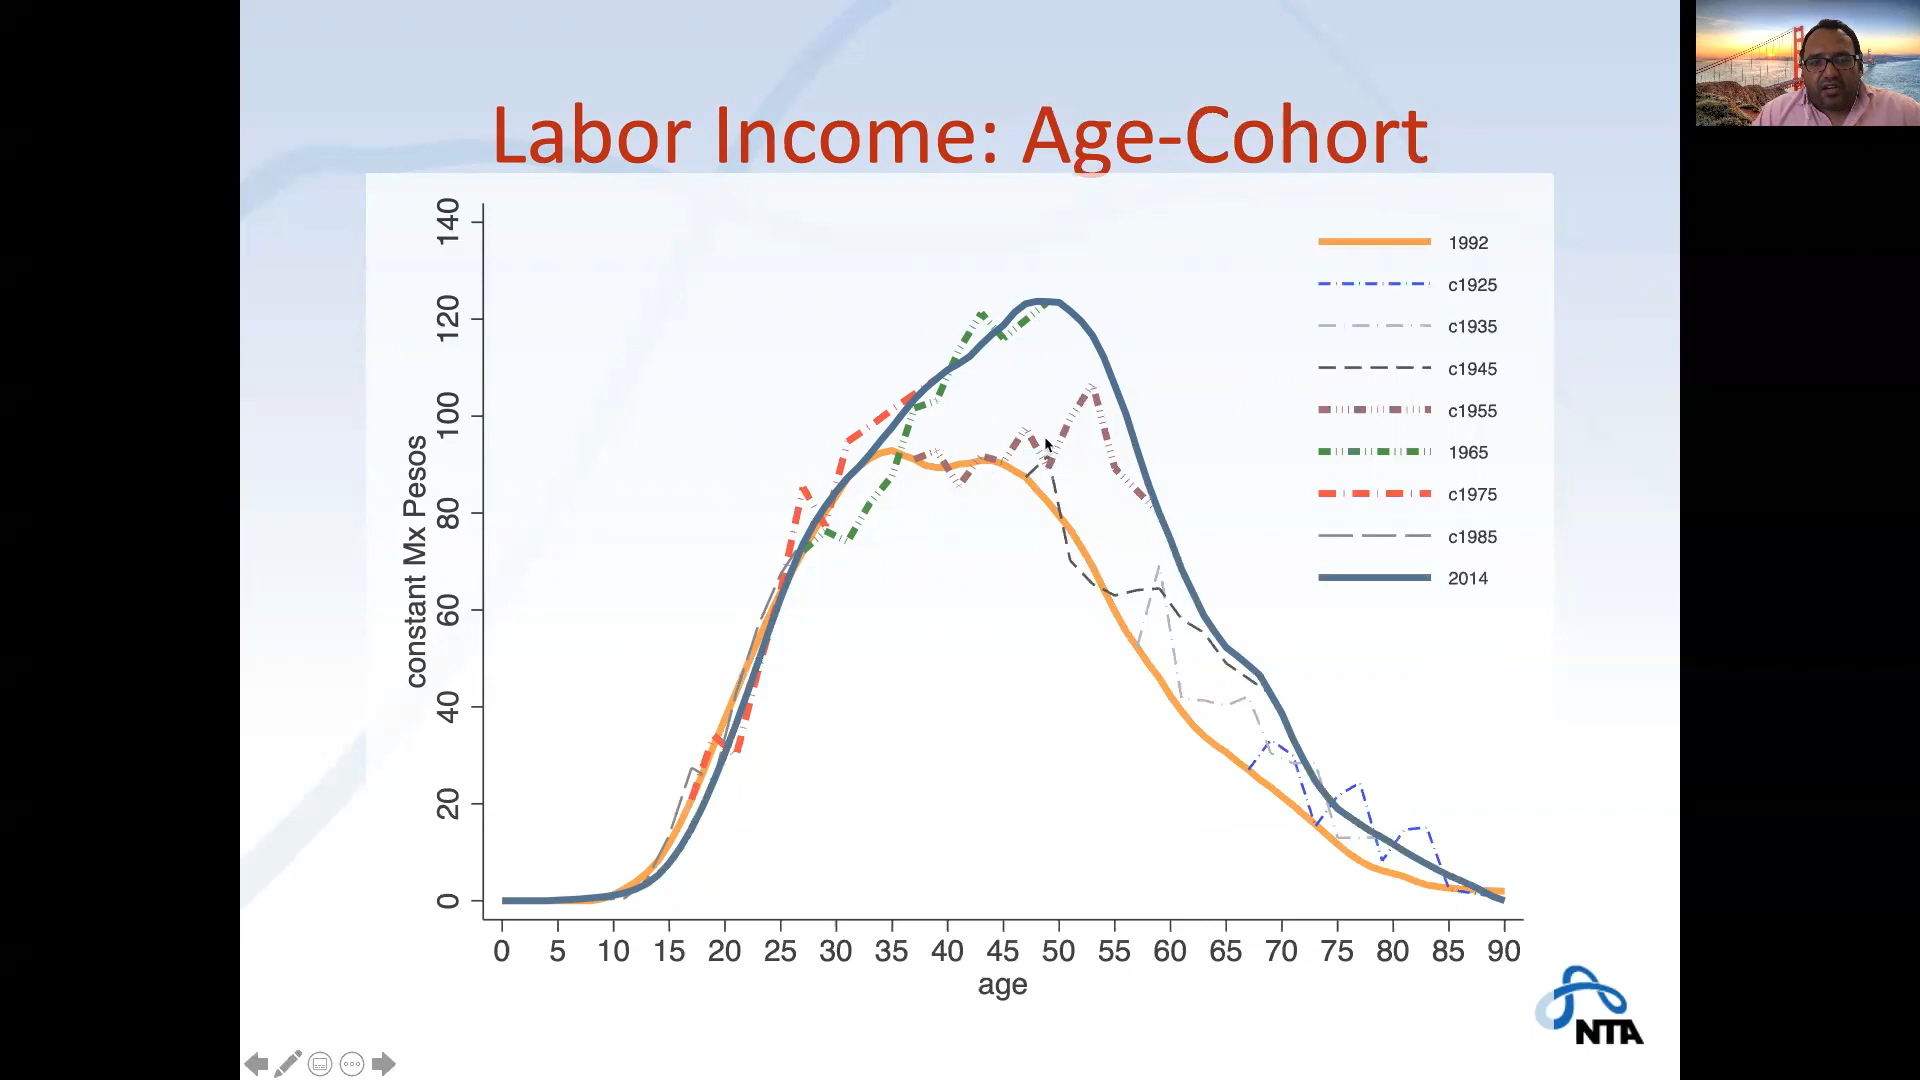 Labor Income: Age-Cohort
140
120
100
80
60
40
20
0
constant Mx Pesos
1992
c1925
c1935
c1945
c1955
1965
c1975
c1985
2014
0 5 10 15 20 25 30 35 40 45 50 55 60 65 70 75 80 85 90
age
NTA